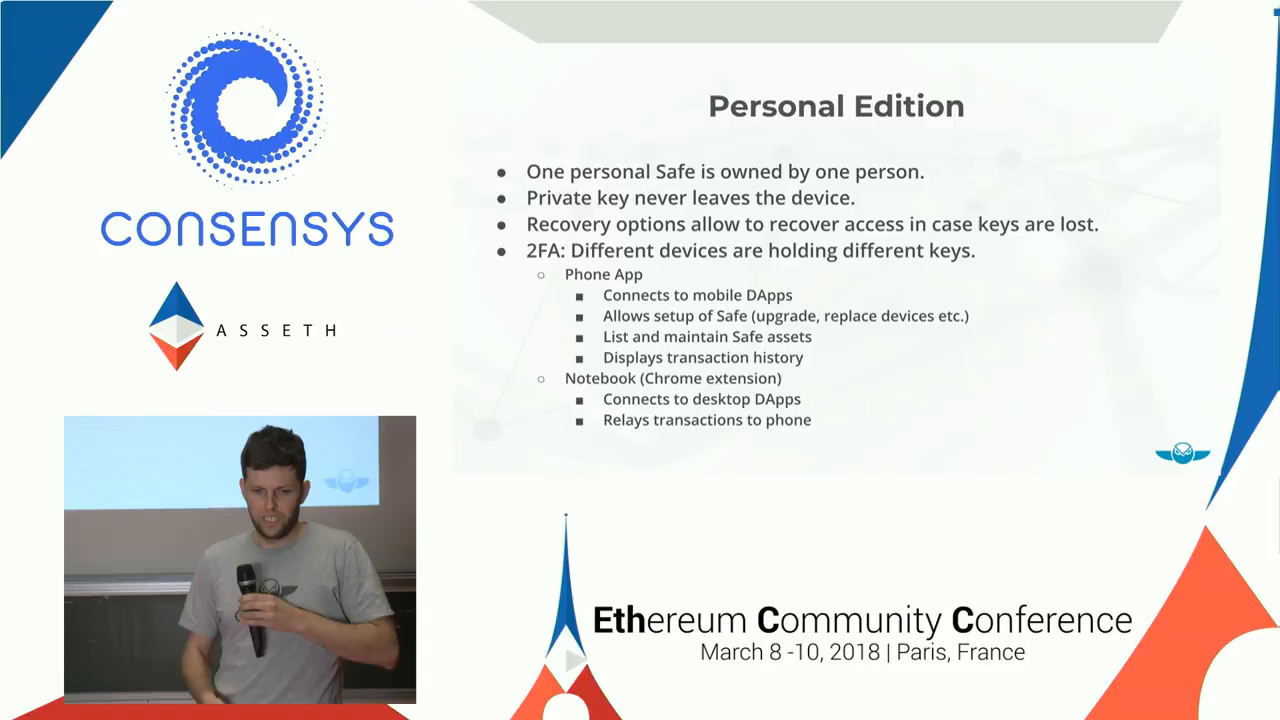 CONSENSYS
ASSETH
Personal Edition
● One personal Safe is owned by one person.
● Private key never leaves the device.
● Recovery options allow to recover access in case keys are lost.
● 2FA: Different devices are holding different keys.
○ Phone App
■ Connects to mobile DApps
■ Allows setup of Safe (upgrade, replace devices etc.)
■ List and maintain Safe assets
■ Displays transaction history
○ Notebook (Chrome extension)
■ Connects to desktop DApps
■ Relays transactions to phone
Ethereum Community Conference
March 8 -10, 2018 | Paris, France